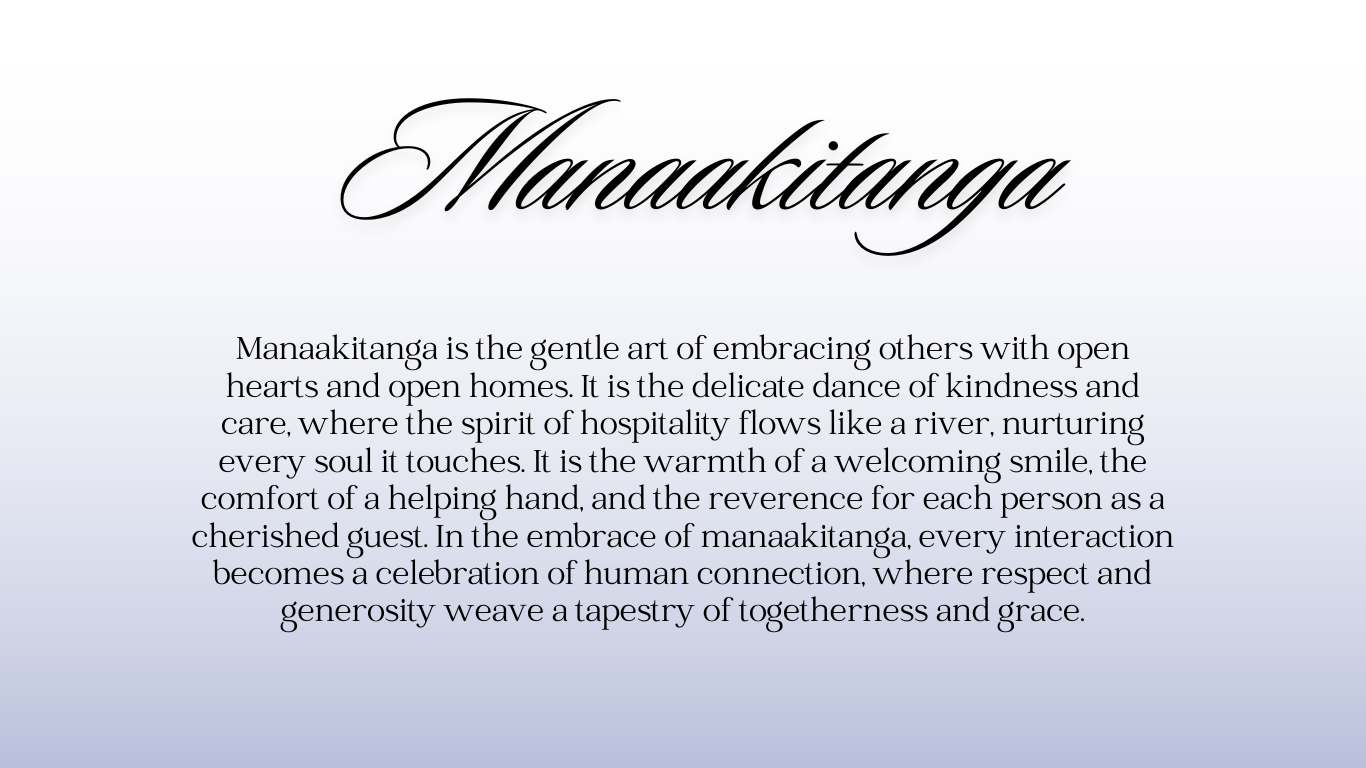 Manaakitanga
Manaakitanga is the gentle art of embracing others with open
hearts and open homes. It is the delicate dance of kindness and
care, where the spirit of hospitality flows like a river, nurturing
every soul it touches. It is the warmth of a welcoming smile, the
comfort of a helping hand, and the reverence for each person as a
cherished guest. In the embrace of manaakitanga, every interaction
becomes a celebration of human connection, where respect and
generosity weave a tapestry of togetherness and grace.